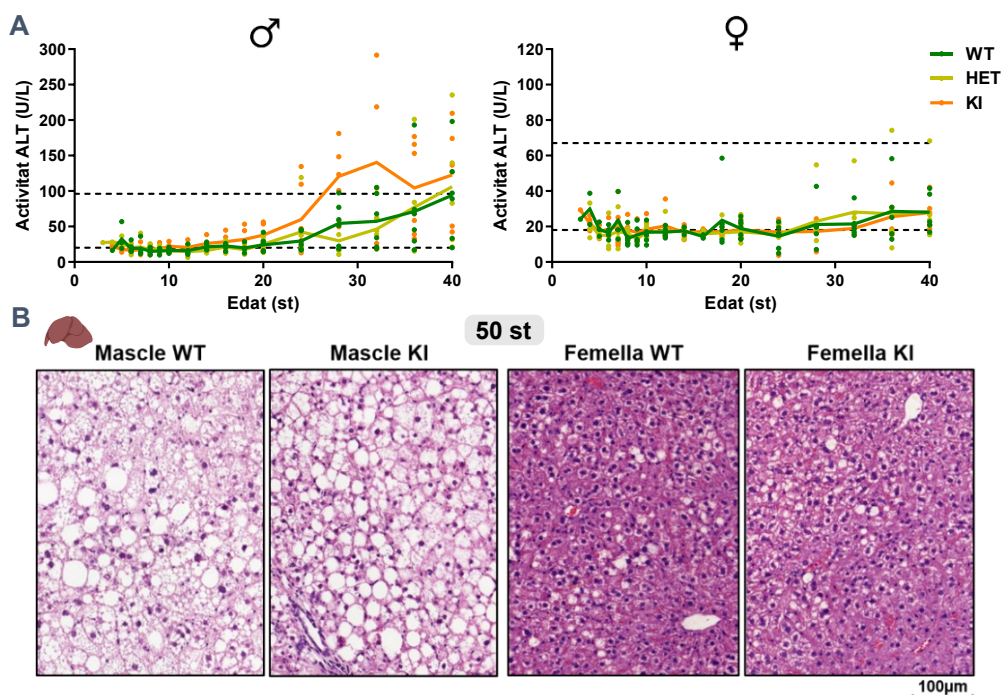 A
♂
♀
Activitat ALT (U/L)
300
250
200
150
100
50
0
0
10
20
30
40
Edat (st)
Activitat ALT (U/L)
120
100
80
60
40
20
0
0
10
20
30
40
Edat (st)
WT
HET
KI
B
50 st
Mascle WT
Mascle KI
Femella WT
Femella KI
100µm